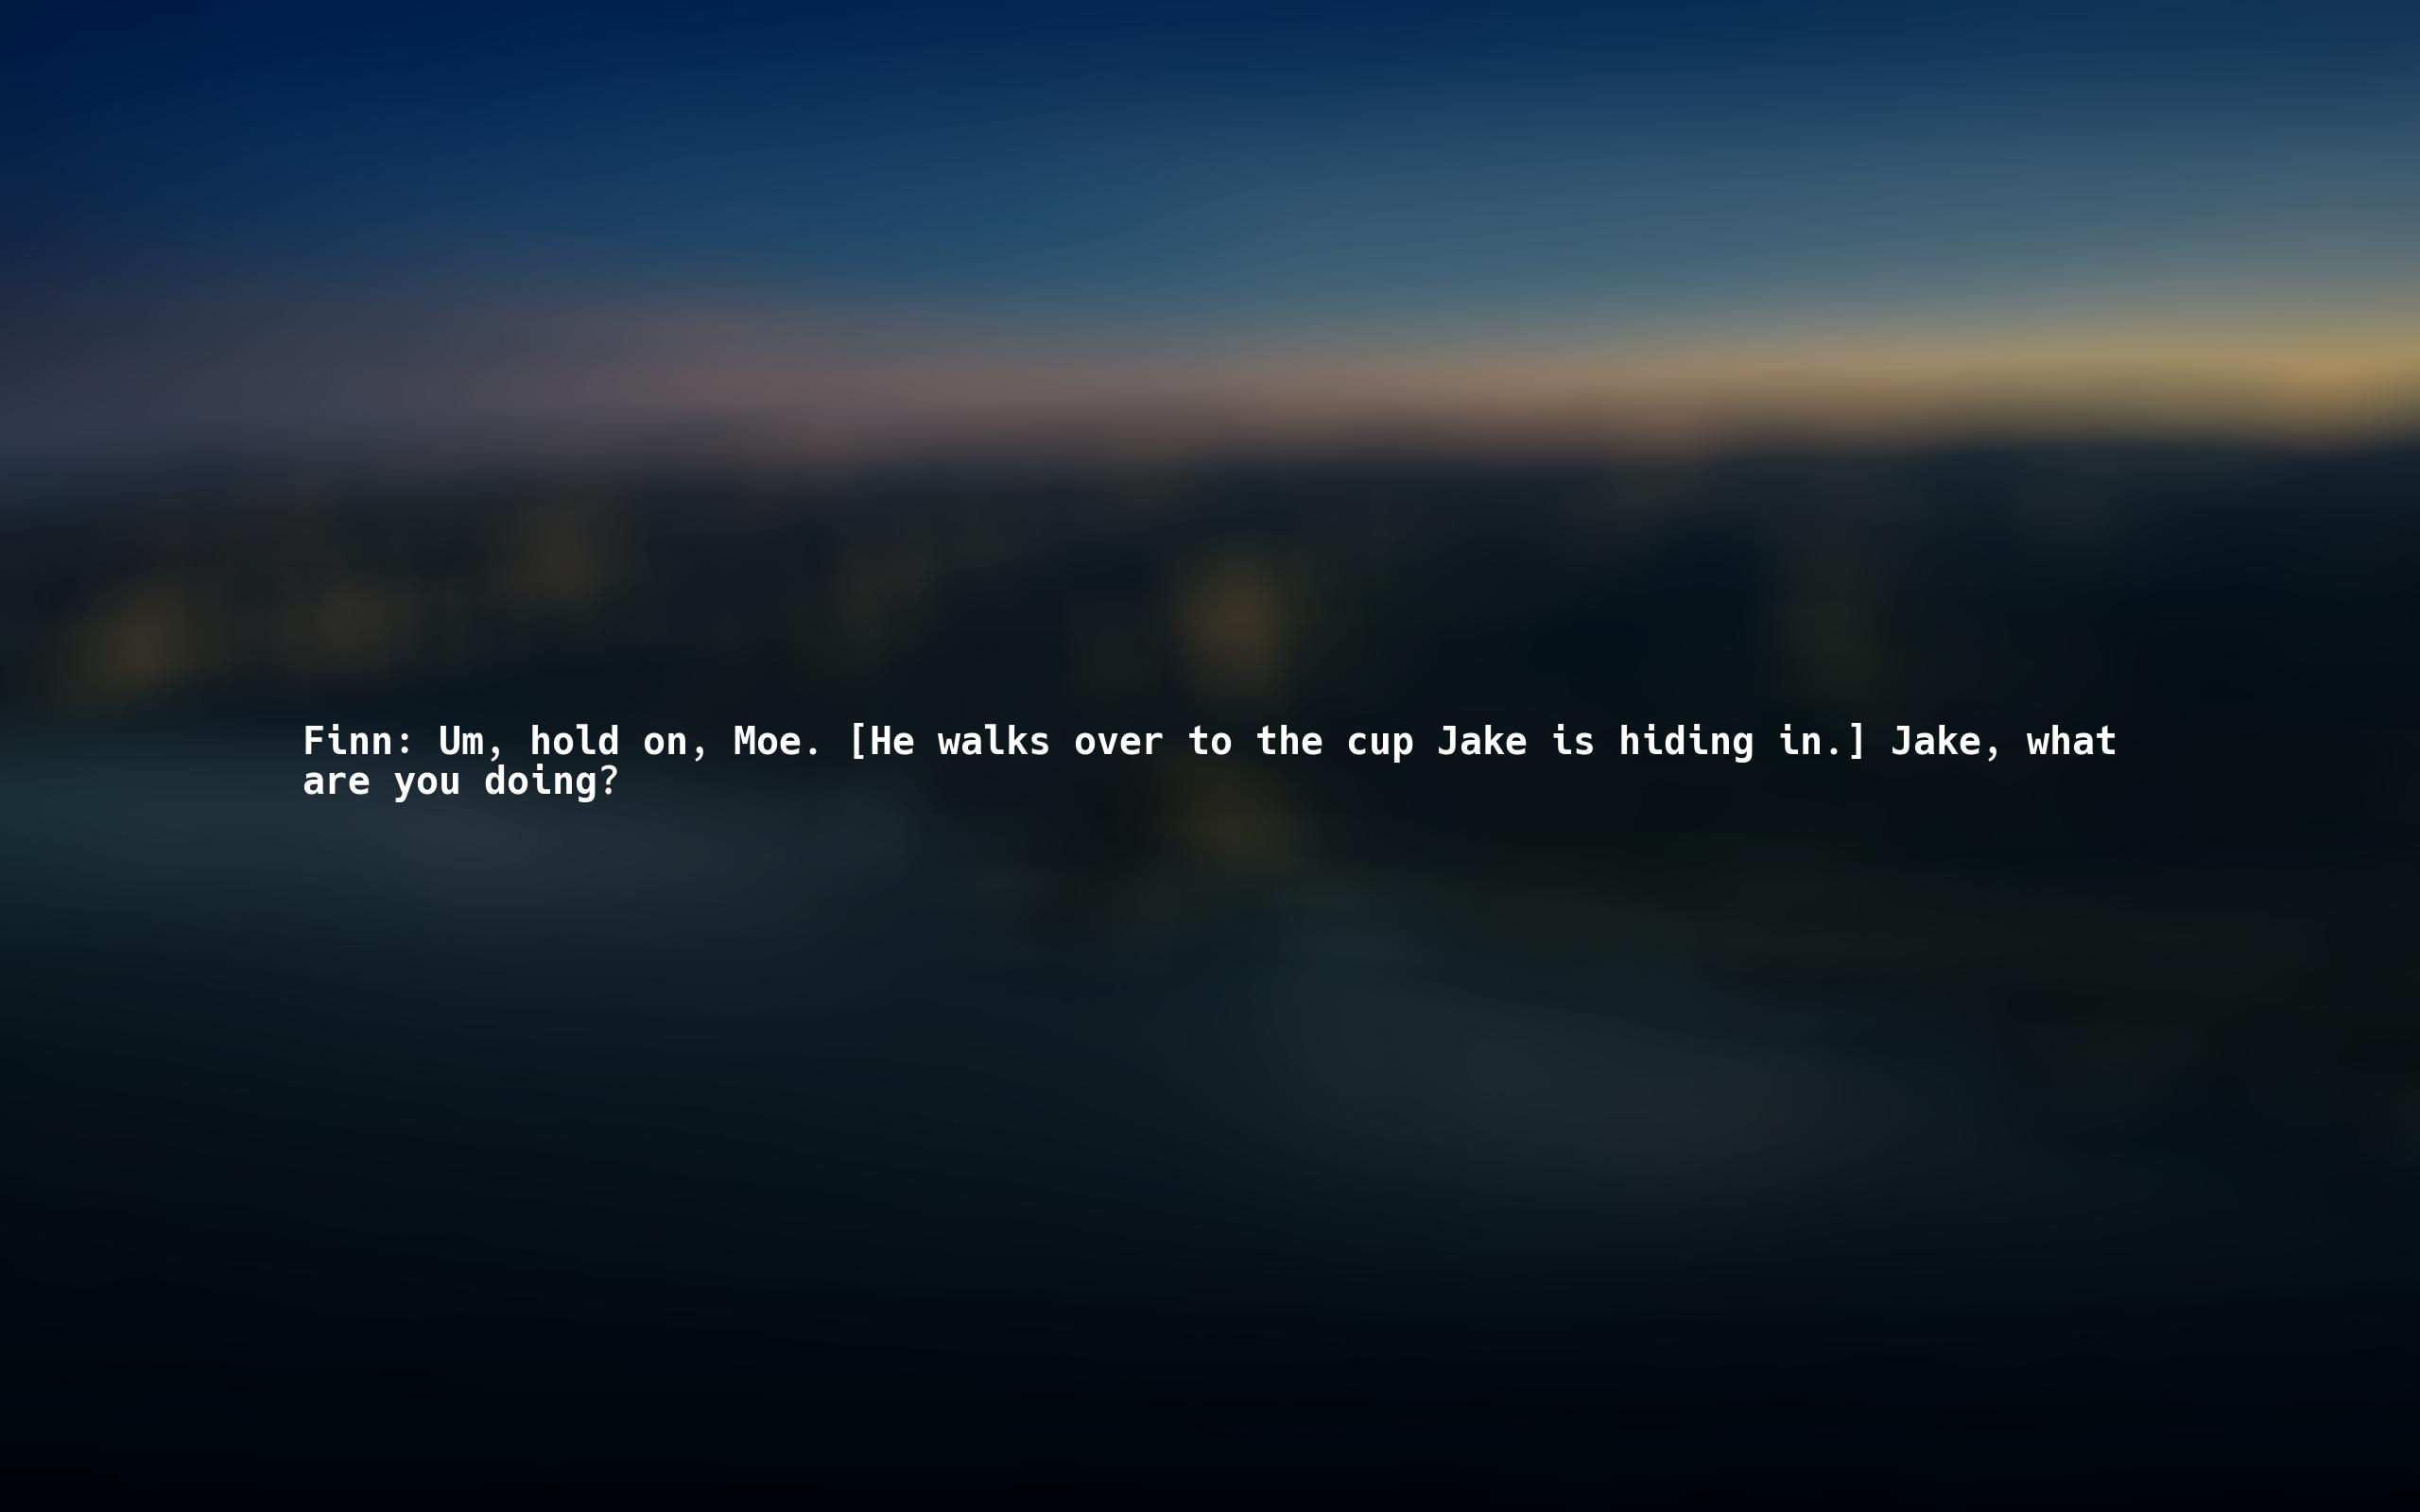 Finn: Um, hold on, Moe. [He walks over to the cup Jake is hiding in.] Jake, what
are you doing?